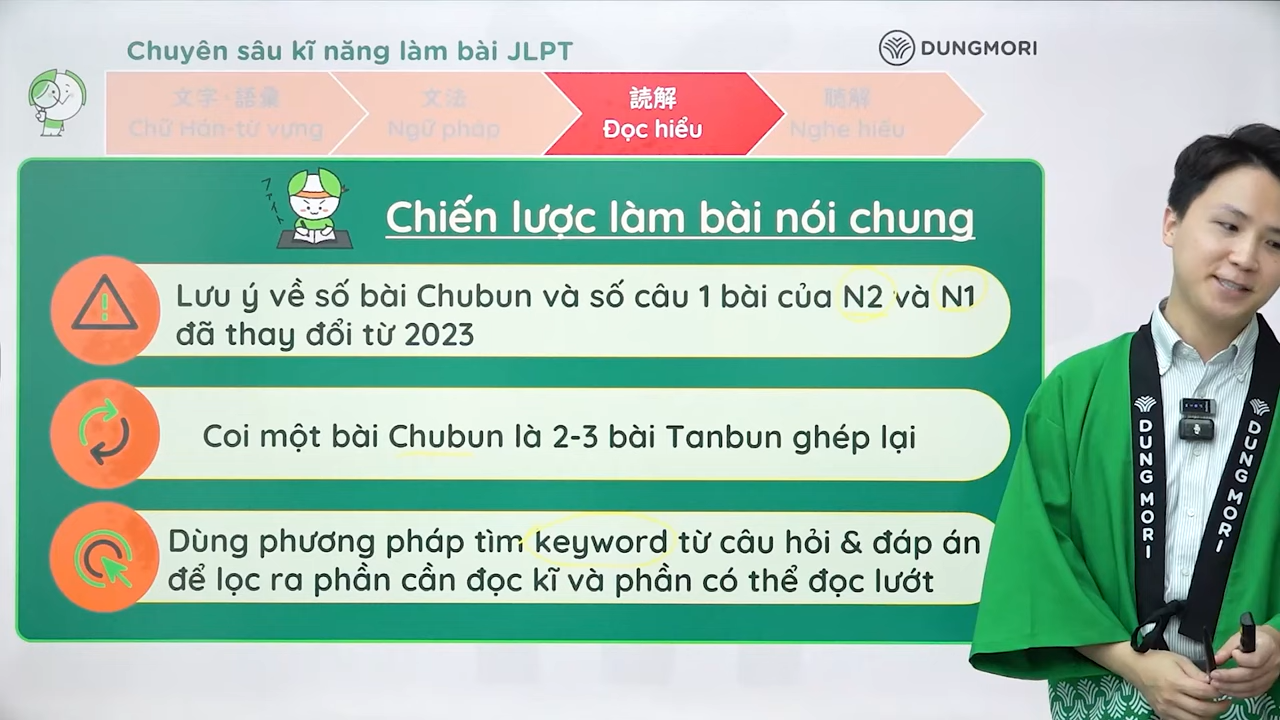 Chuyên sâu kĩ năng làm bài JLPT
DUNGMORI
文字・語彙
Chữ Hán-từ vựng
文法
Ngữ pháp
読解
Đọc hiểu
聴解
Nghe hiểu
ファイト
Chiến lược làm bài nói chung
Lưu ý về số bài Chubun và số câu 1 bài của N2 và N1
đã thay đổi từ 2023
Coi một bài Chubun là 2-3 bài Tanbun ghép lại
Dùng phương pháp tìm keyword từ câu hỏi & đáp án
để lọc ra phần cần đọc kĩ và phần có thể đọc lướt
DUNG MORI
DUNG MORI